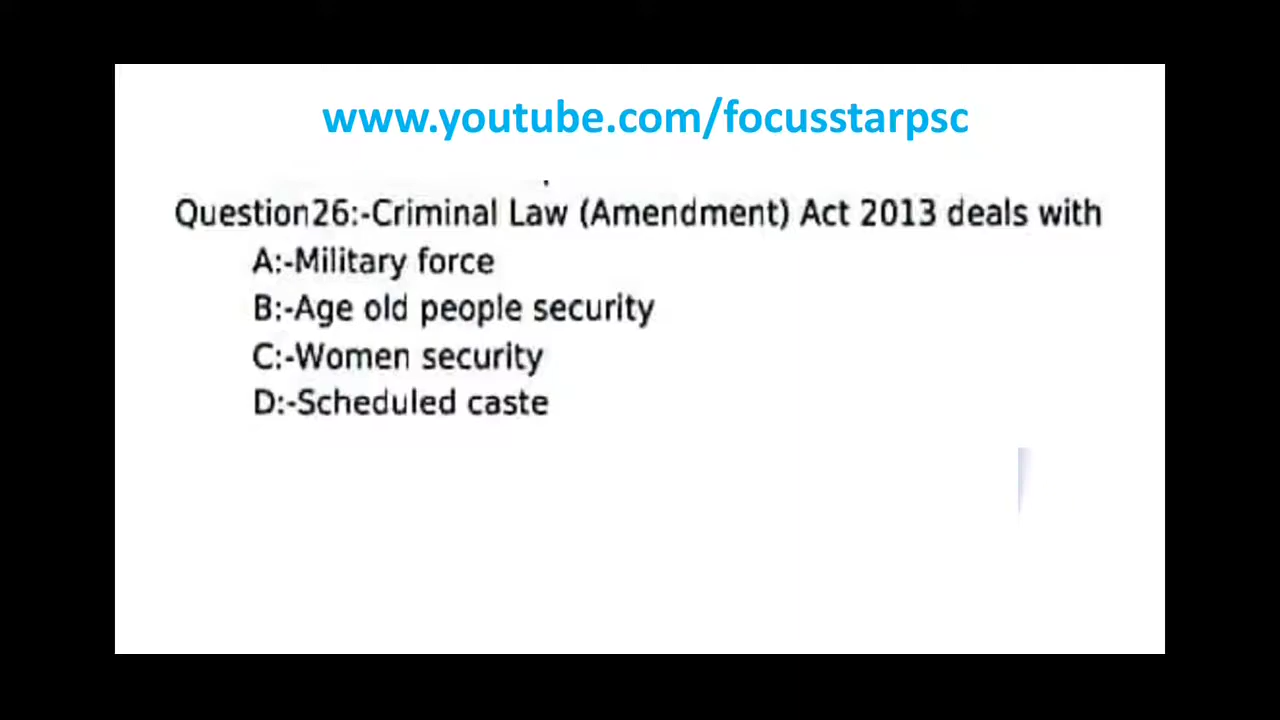 www.youtube.com/focusstarpsc
Question26:-Criminal Law (Amendment) Act 2013 deals with
A:-Military force
B:-Age old people security
C:-Women security
D:-Scheduled caste